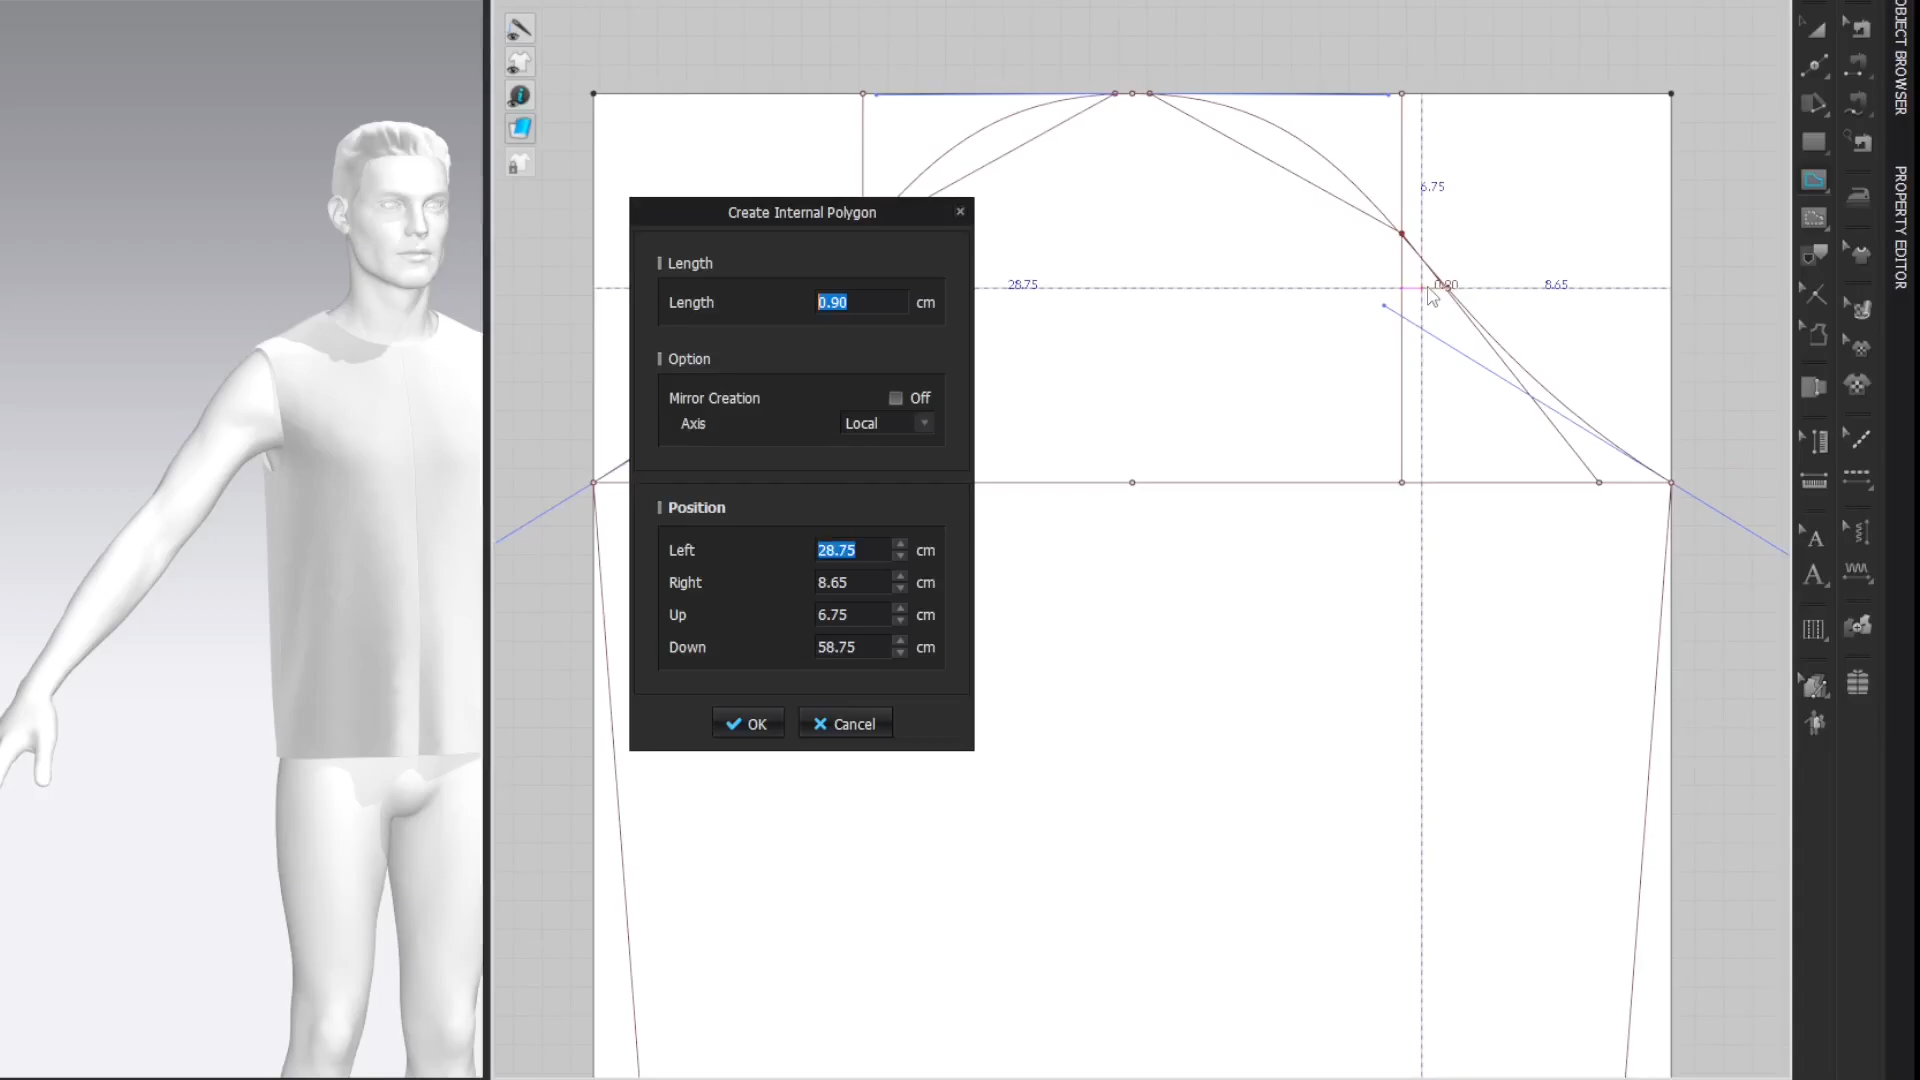 Create Internal Polygon
Length
Length 0.90 cm
Option
Mirror Creation Off
Axis Local
Position
Left 28.75 cm
Right 8.65 cm
Up 6.75 cm
Down 58.75 cm
OK Cancel
6.75
28.75
0.90
8.65
OBJECT BROWSER
PROPERTY EDITOR